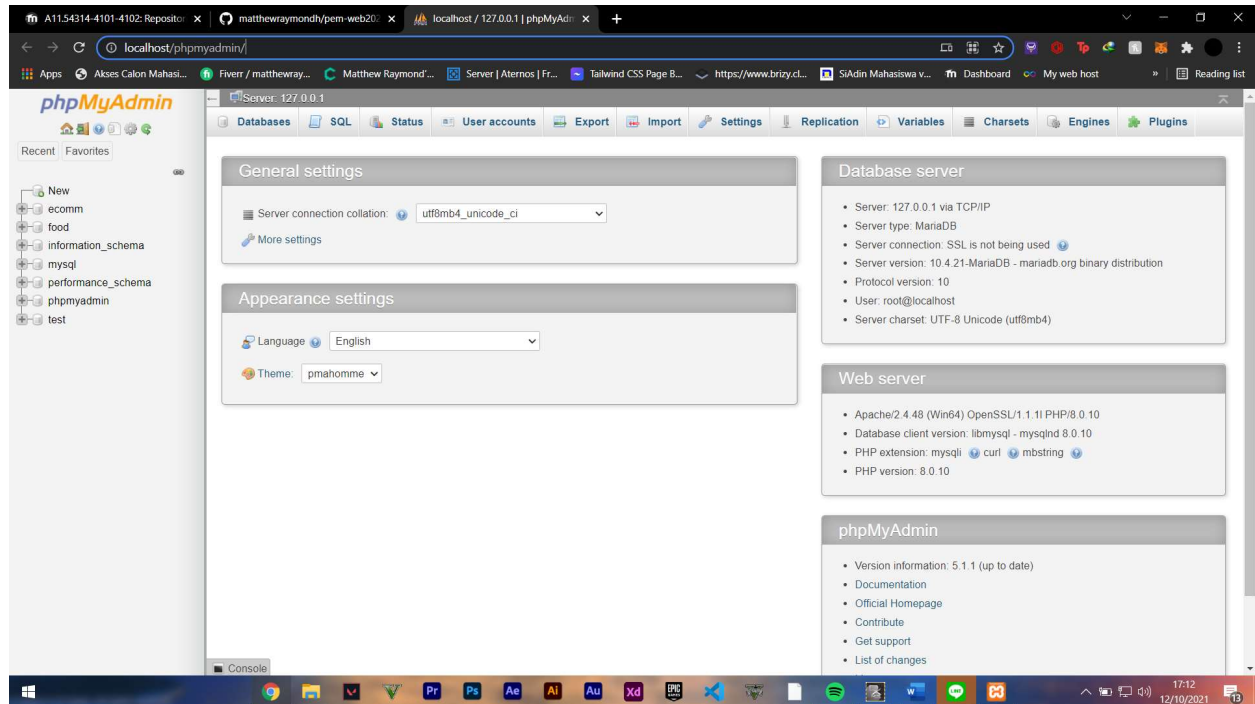 A11.54314-4101-4102: Repositor
matthewraymondh/pem-web202
localhost / 127.0.0.1 | phpMyAdm
localhost/phpmyadmin/
Apps
Akses Calon Mahasi...
Fiverr / matthewray...
Matthew Raymond'...
Server | Aternos | Fr...
Tailwind CSS Page B...
https://www.brizy.cl...
SiAdin Mahasiswa v...
Dashboard
My web host
»
Reading list
phpMyAdmin
Recent
Favorites
New
ecomm
food
information_schema
mysql
performance_schema
phpmyadmin
test
Server: 127.0.0.1
Databases
SQL
Status
User accounts
Export
Import
Settings
Replication
Variables
Charsets
Engines
Plugins
General settings
Server connection collation:
utf8mb4_unicode_ci
More settings
Appearance settings
Language
English
Theme:
pmahomme
Database server
• Server: 127.0.0.1 via TCP/IP
• Server type: MariaDB
• Server connection: SSL is not being used
• Server version: 10.4.21-MariaDB - mariadb.org binary distribution
• Protocol version: 10
• User: root@localhost
• Server charset: UTF-8 Unicode (utf8mb4)
Web server
• Apache/2.4.48 (Win64) OpenSSL/1.1.1l PHP/8.0.10
• Database client version: libmysql - mysqlnd 8.0.10
• PHP extension: mysqli curl mbstring
• PHP version: 8.0.10
phpMyAdmin
• Version information: 5.1.1 (up to date)
• Documentation
• Official Homepage
• Contribute
• Get support
• List of changes
Console
Pr
Ps
Ae
Ai
Au
Xd
EPIC
GAMES
W
LINE
17:12
12/10/2021
13